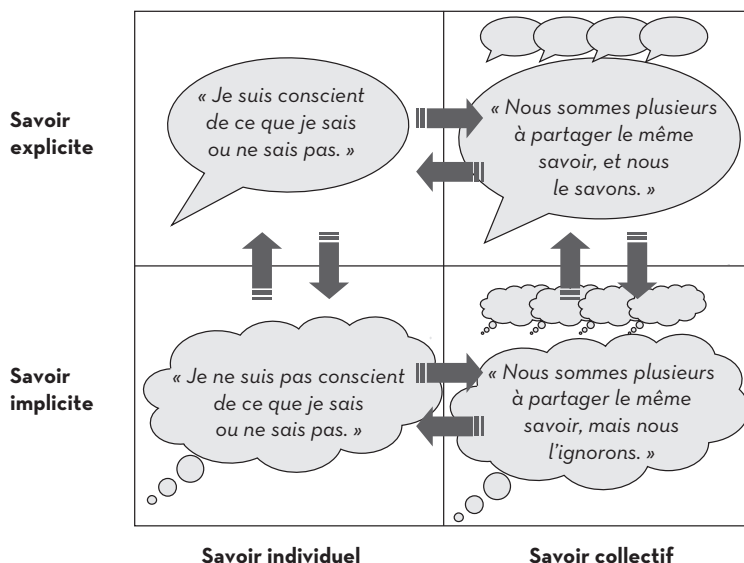 Savoir
explicite
« Je suis conscient
de ce que je sais
ou ne sais pas. »
« Nous sommes plusieurs
à partager le même
savoir, et nous
le savons. »
Savoir
implicite
« Je ne suis pas conscient
de ce que je sais
ou ne sais pas. »
« Nous sommes plusieurs
à partager le même
savoir, mais nous
l'ignorons. »
Savoir individuel
Savoir collectif